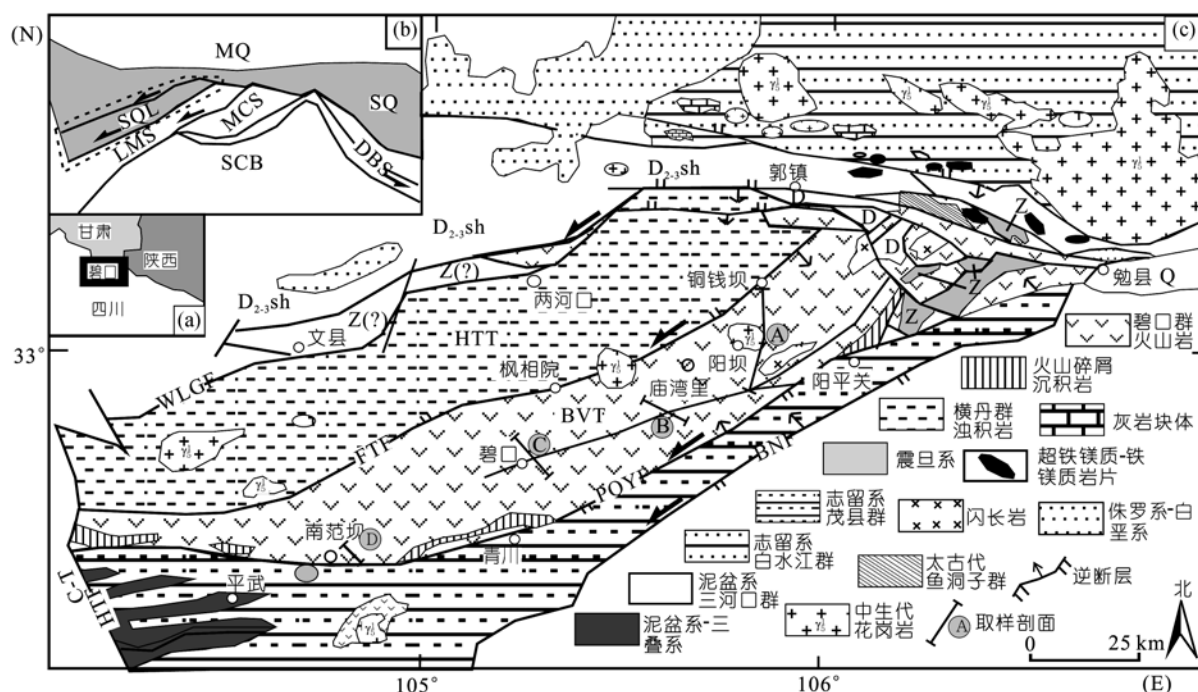 (N)
(b)
MQ
SQ
SQL
MCS
LMS
SCB
DBS
甘肃
陕西
碧口
四川
(a)
(c)
D₂₋₃sh
郭镇
D
D
Z
D₂₋₃sh
Z(?)
铜钱坝
D
Z
勉县 Q
两河口
D₂₋₃sh
Z(?)
Z
文县
HTT
A
33°
阳坝
枫相院
庙湾里
阳平关
WLGF
BVT
FTF
B
C
碧口
PQYP
BNF
南范坝
D
青川
平武
HTF
C-T
碧口群
火山岩
火山碎屑
沉积岩
横丹群
浊积岩
灰岩块体
震旦系
超铁镁质-铁
镁质岩片
志留系
茂县群
闪长岩
侏罗系-白
垩系
志留系
白水江群
太古代
鱼洞子群
逆断层
泥盆系
三河口群
中生代
花岗岩
A
取样剖面
北
泥盆系-三
叠系
0 25 km
105°
106°
(E)